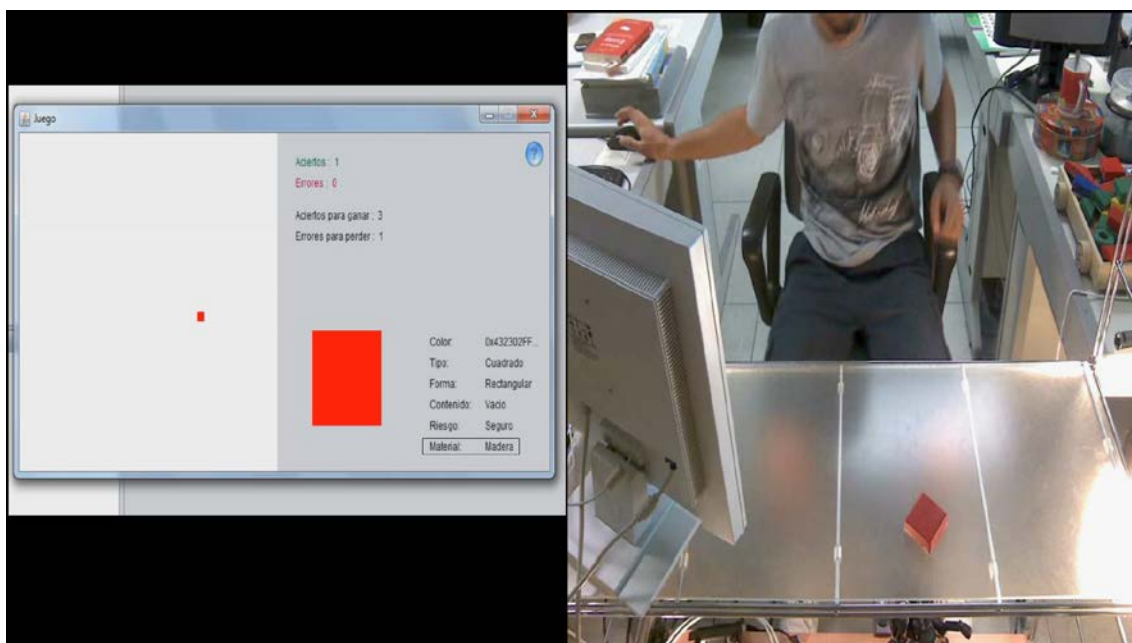 Juego
Aciertos : 1
Errores : 0
Aciertos para ganar : 3
Errores para perder : 1
Color: 0x432302FF...
Tipo: Cuadrado
Forma: Rectangular
Contenido: Vacio
Riesgo: Seguro
Material: Madera